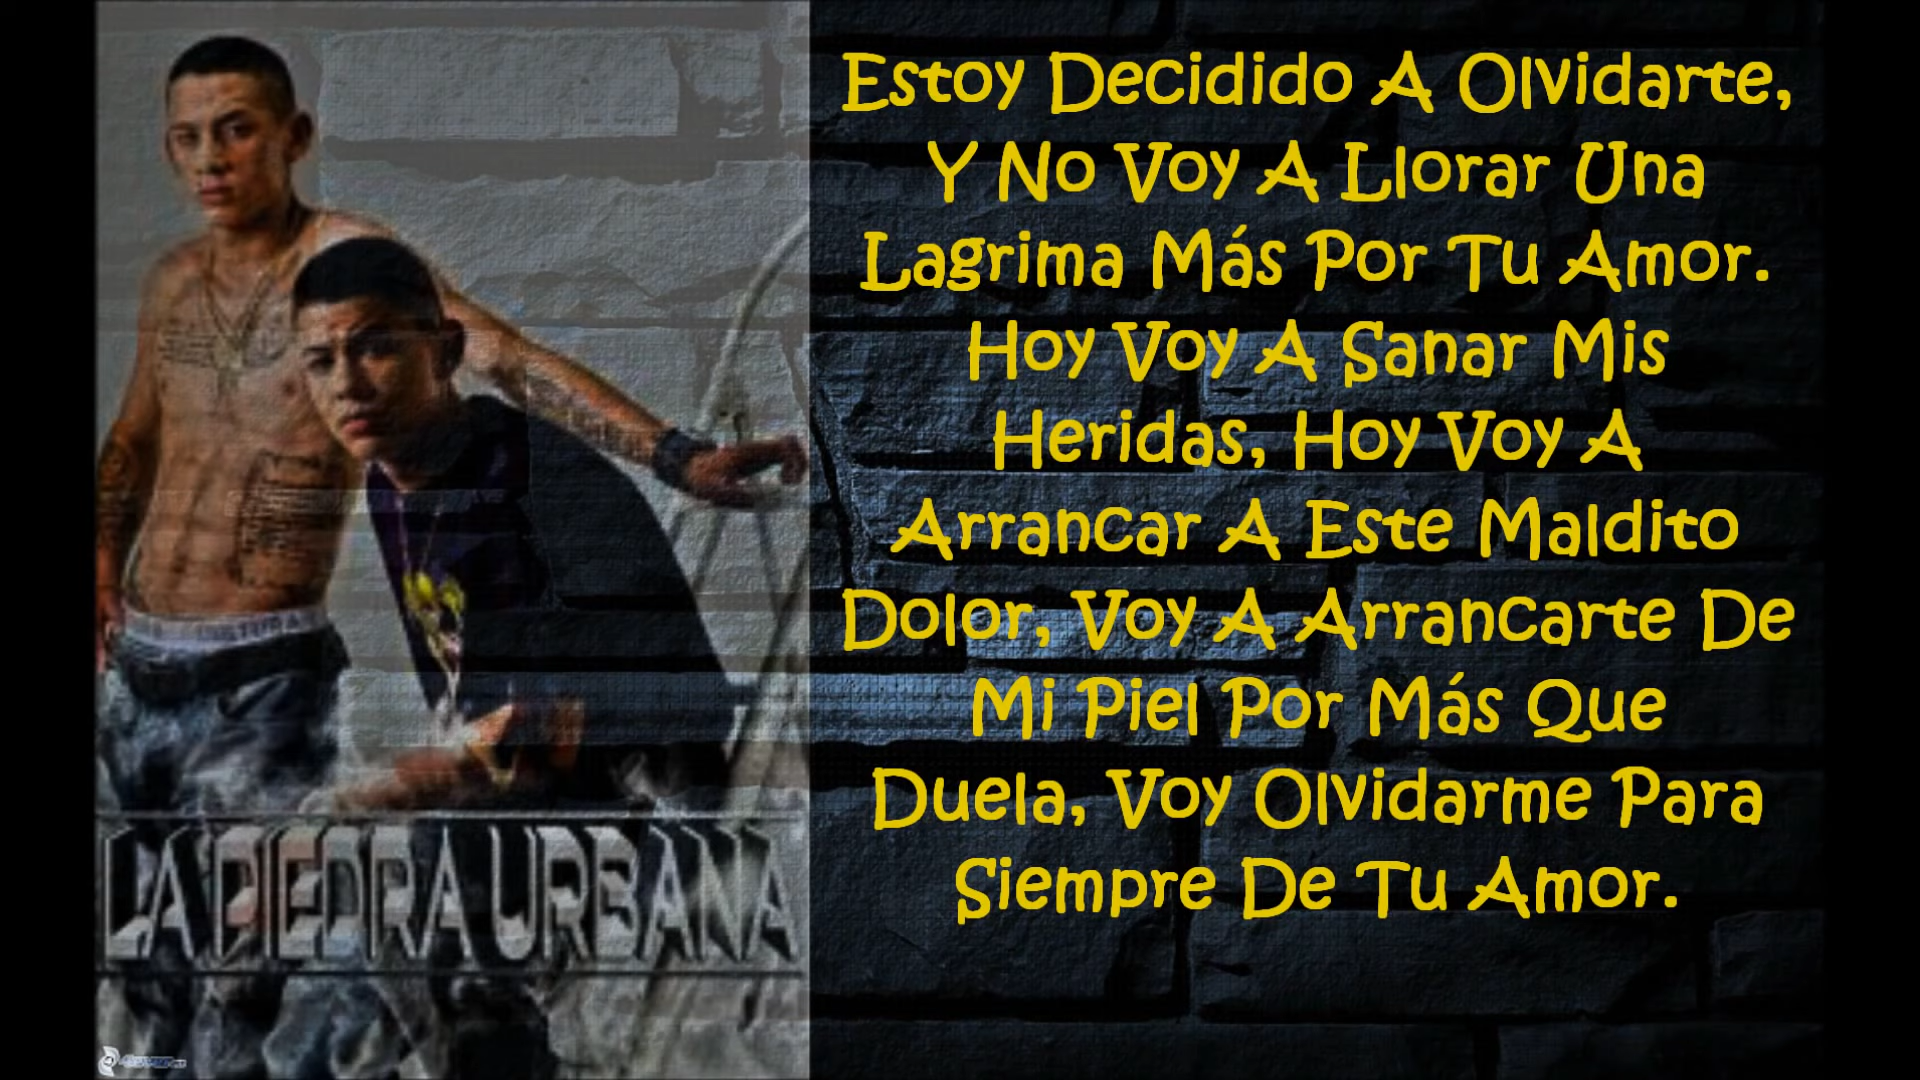 Estoy Decidido A Olvidarte,
Y No Voy A Llorar Una
Lagrima Más Por Tu Amor.
Hoy Voy A Sanar Mis
Heridas, Hoy Voy A
Arrancar A Este Maldito
Dolor, Voy A Arrancarte De
Mi Piel Por Más Que
Duela, Voy Olvidarme Para
Siempre De Tu Amor.
LA PIEDRA URBANA